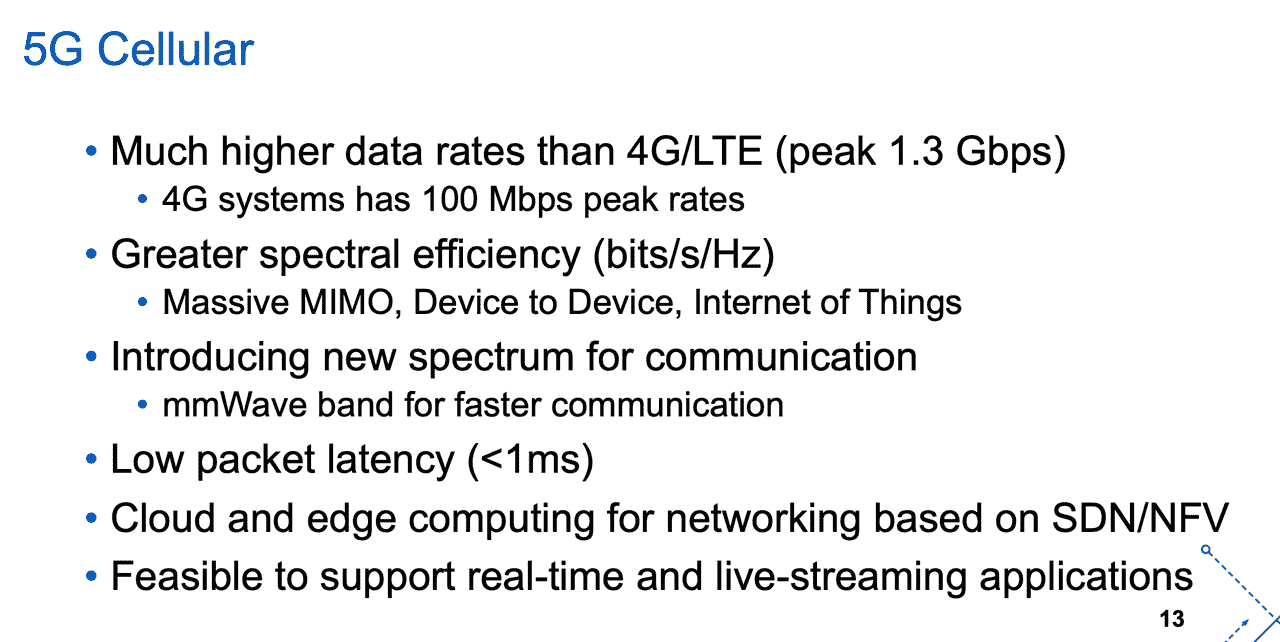 5G Cellular
• Much higher data rates than 4G/LTE (peak 1.3 Gbps)
• 4G systems has 100 Mbps peak rates
• Greater spectral efficiency (bits/s/Hz)
• Massive MIMO, Device to Device, Internet of Things
• Introducing new spectrum for communication
• mmWave band for faster communication
• Low packet latency (<1ms)
• Cloud and edge computing for networking based on SDN/NFV
• Feasible to support real-time and live-streaming applications
13